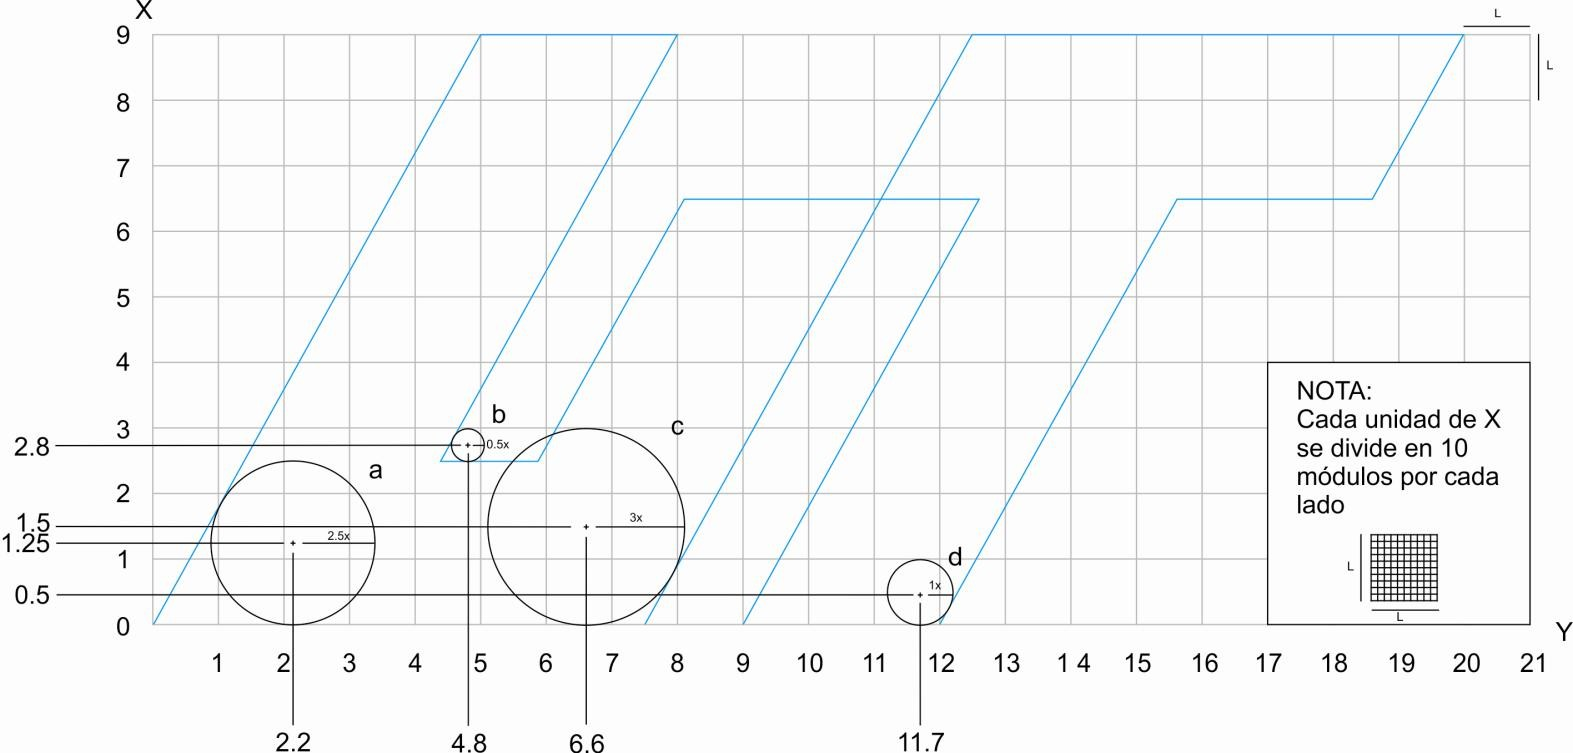 X
L
9
L
8
7
6
5
4
NOTA:
Cada unidad de X
se divide en 10
módulos por cada
lado
L
L
b
c
3
2.8
0.5x
a
2
1.5
3x
1.25
2.5x
1
d
0.5
1x
0
Y
1 2 3 4 5 6 7 8 9 10 11 12 13 1 4 15 16 17 18 19 20 21
2.2 4.8 6.6 11.7